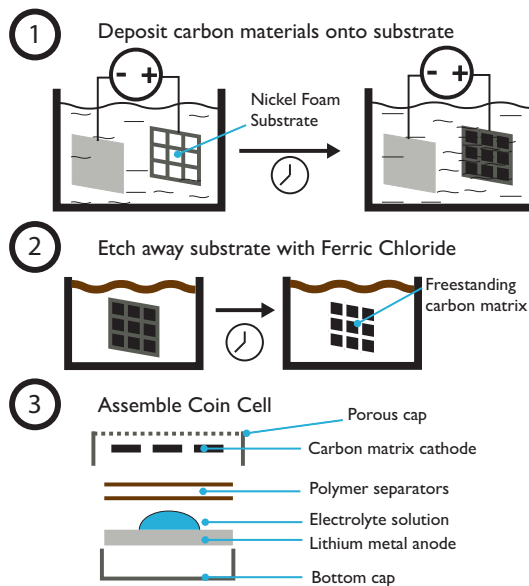 1
Deposit carbon materials onto substrate
- +
- +
Nickel Foam
Substrate
2
Etch away substrate with Ferric Chloride
Freestanding
carbon matrix
3
Assemble Coin Cell
Porous cap
Carbon matrix cathode
Polymer separators
Electrolyte solution
Lithium metal anode
Bottom cap